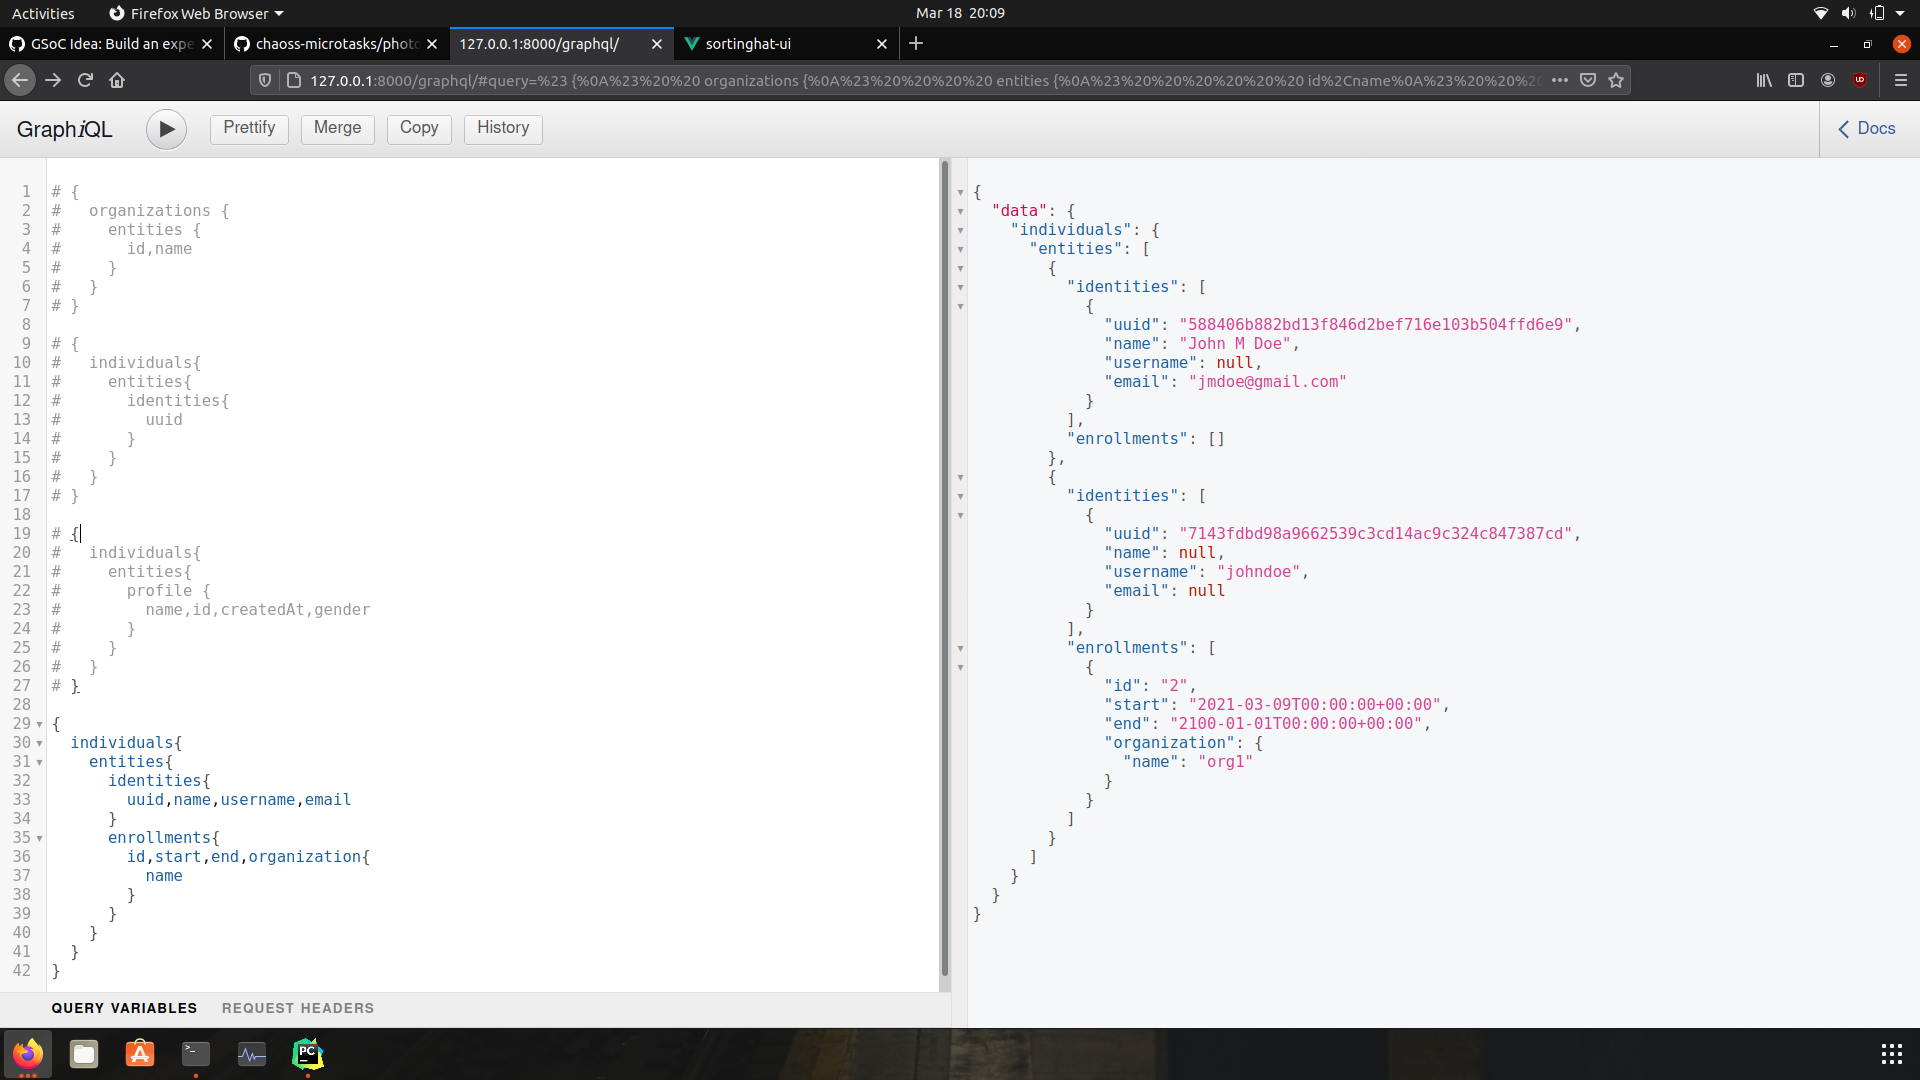 Activities
Firefox Web Browser
Mar 18 20:09
GSoC Idea: Build an expe
chaoss-microtasks/photo
127.0.0.1:8000/graphql/
sortinghat-ui
127.0.0.1:8000/graphql/#query=%23 {%0A%23%20%20 organizations {%0A%23%20%20%20%20 entities {%0A%23%20%20%20%20%20%20 id%2Cname%0A%23%20%20%20%20
GraphiQL
Prettify
Merge
Copy
History
Docs
1 # {
2 #   organizations {
3 #     entities {
4 #       id,name
5 #     }
6 #   }
7 # }
8
9 # {
10 #   individuals{
11 #     entities{
12 #       identities{
13 #         uuid
14 #       }
15 #     }
16 #   }
17 # }
18
19 # {
20 #   individuals{
21 #     entities{
22 #       profile {
23 #         name,id,createdAt,gender
24 #       }
25 #     }
26 #   }
27 # }
28
29 {
30   individuals{
31     entities{
32       identities{
33         uuid,name,username,email
34       }
35       enrollments{
36         id,start,end,organization{
37           name
38         }
39       }
40     }
41   }
42 }
QUERY VARIABLES
REQUEST HEADERS
{
  "data": {
    "individuals": {
      "entities": [
        {
          "identities": [
            {
              "uuid": "588406b882bd13f846d2bef716e103b504ffd6e9",
              "name": "John M Doe",
              "username": null,
              "email": "jmdoe@gmail.com"
            }
          ],
          "enrollments": []
        },
        {
          "identities": [
            {
              "uuid": "7143fdbd98a9662539c3cd14ac9c324c847387cd",
              "name": null,
              "username": "johndoe",
              "email": null
            }
          ],
          "enrollments": [
            {
              "id": "2",
              "start": "2021-03-09T00:00:00+00:00",
              "end": "2100-01-01T00:00:00+00:00",
              "organization": {
                "name": "org1"
              }
            }
          ]
        }
      ]
    }
  }
}
PC